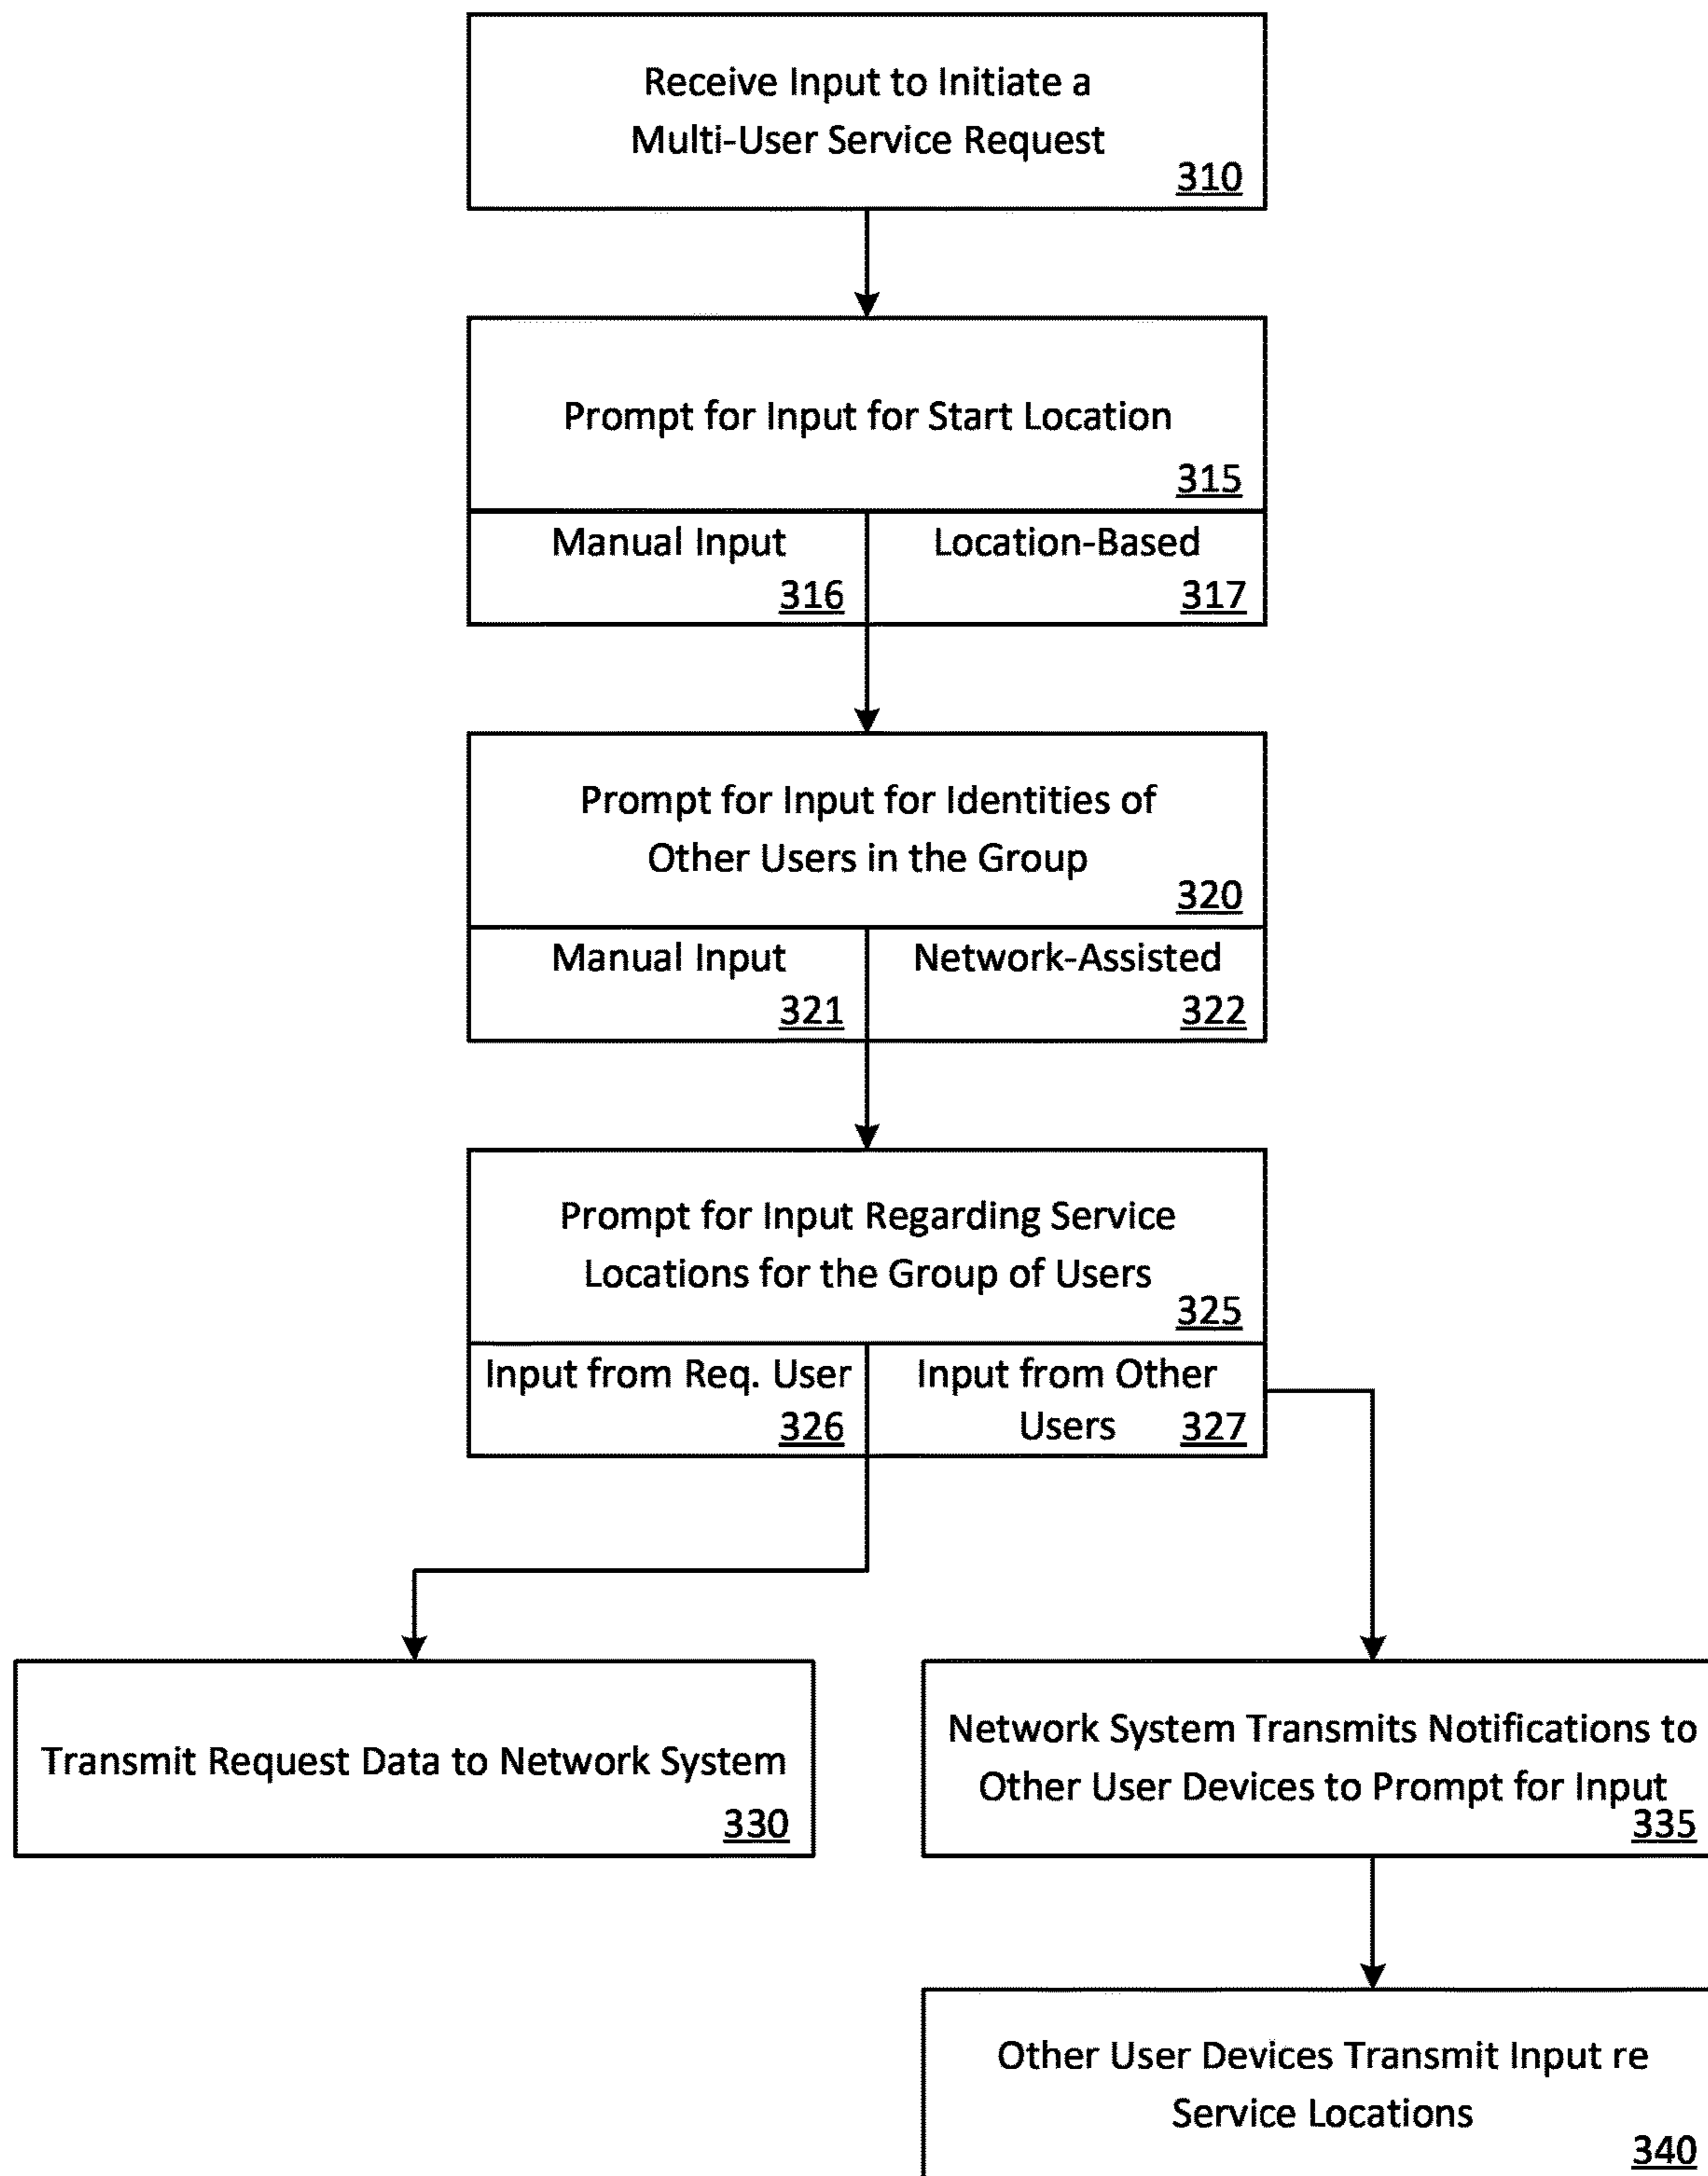 Receive Input to Initiate a
Multi-User Service Request
310
Prompt for Input for Start Location
315
Manual Input
316
Location-Based
317
Prompt for Input for Identities of
Other Users in the Group
320
Manual Input
321
Network-Assisted
322
Prompt for Input Regarding Service
Locations for the Group of Users
325
Input from Req. User
326
Input from Other
Users 327
Transmit Request Data to Network System
330
Network System Transmits Notifications to
Other User Devices to Prompt for Input
335
Other User Devices Transmit Input re
Service Locations
340